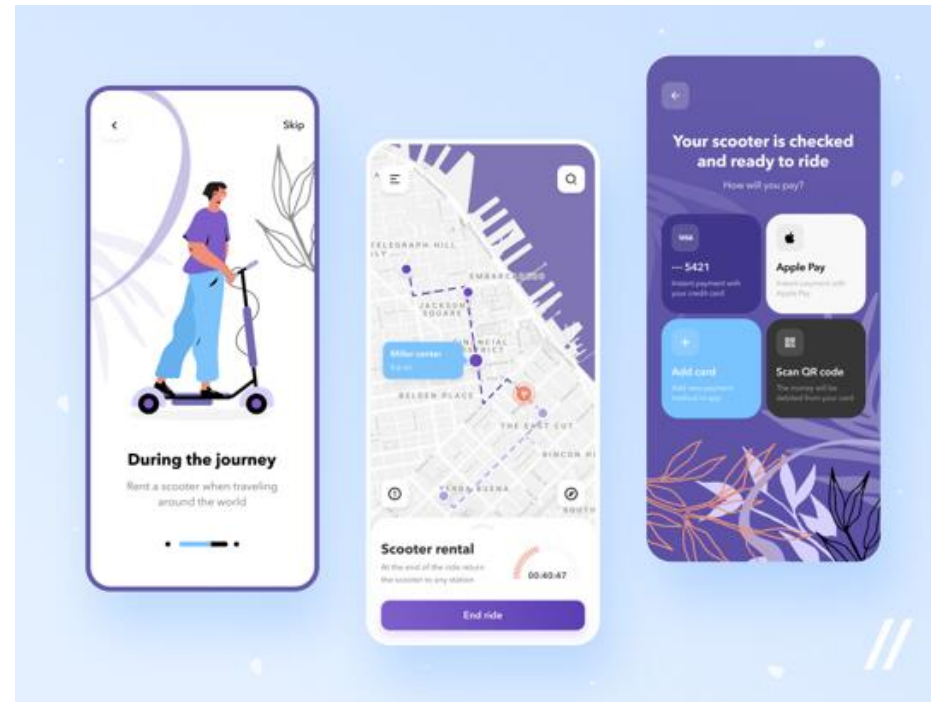 Skip
During the journey
Rent a scooter when traveling
around the world
TELEGRAPH HILL
EMBARCADERO
JACKSON
SQUARE
FINANCIAL
DISTRICT
Miller center
BELDEN PLACE
THE EAST CUT
RINCON HI
YERBA BUENA
SOUTH
Scooter rental
At the end of the ride return
the scooter to any station
00:40:47
End ride
Your scooter is checked
and ready to ride
How will you pay?
VISA
5421
Instant payment with
your credit card
Apple Pay
Instant payment with
Apple Pay
Add card
Add new payment
method to app
Scan QR code
The money will be
debited from your card